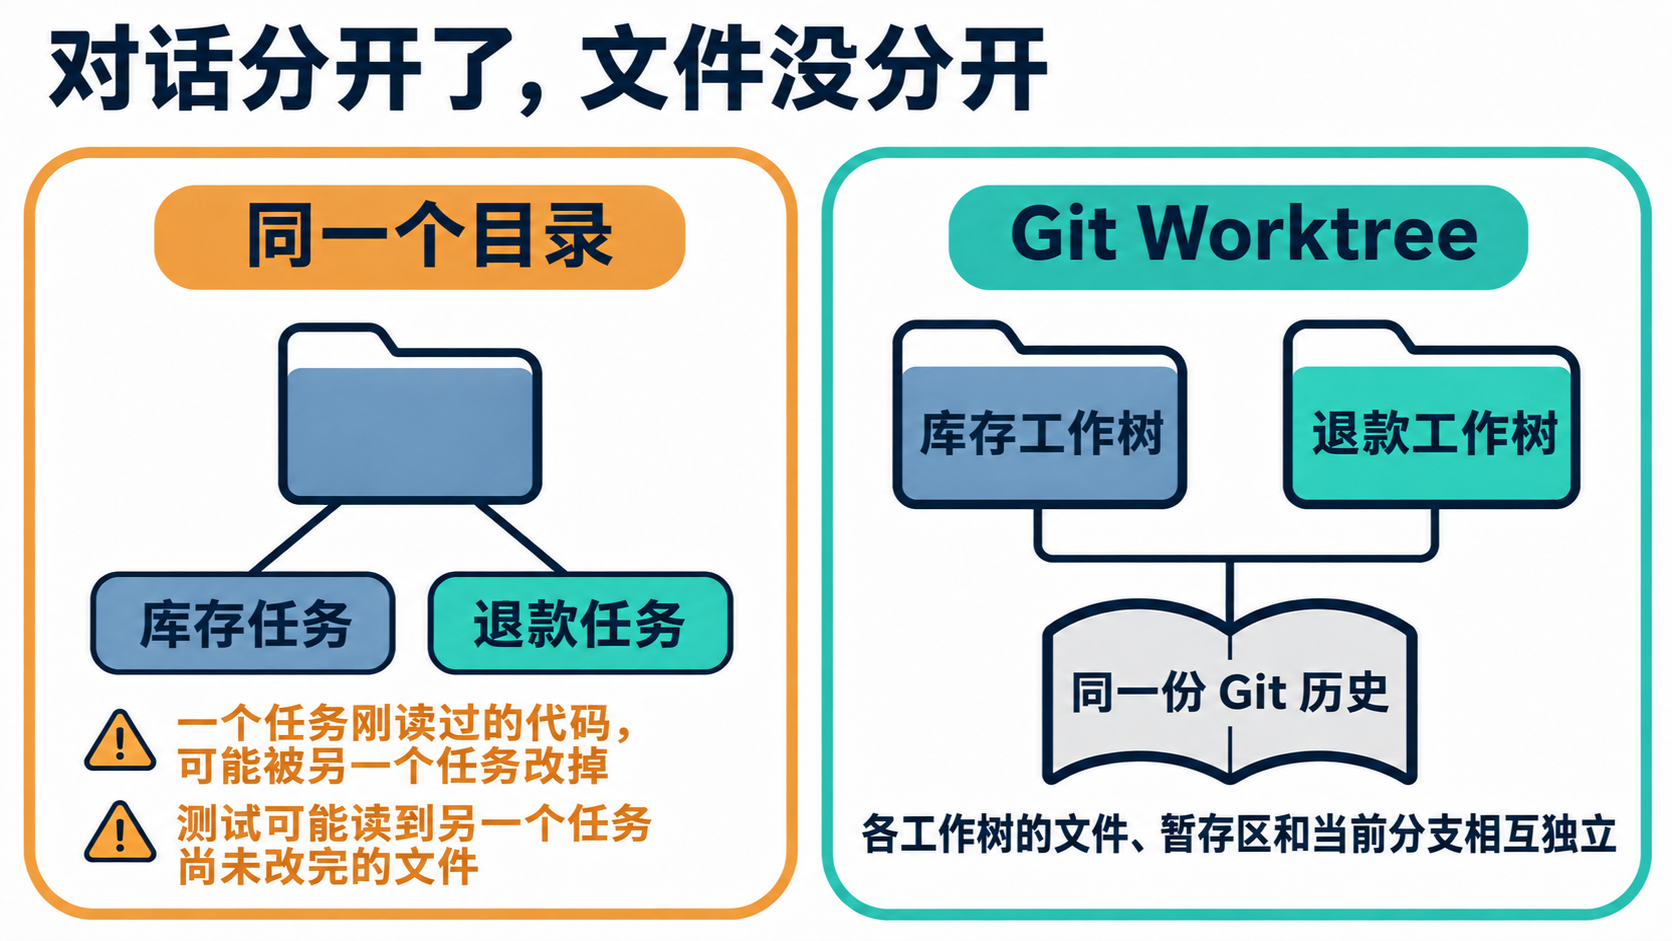 对话分开了，文件没分开
同一个目录
库存任务
退款任务
一个任务刚读过的代码，
可能被另一个任务改掉
测试可能读到另一个任务
尚未改完的文件
Git Worktree
库存工作树
退款工作树
同一份 Git 历史
各工作树的文件、暂存区和当前分支相互独立